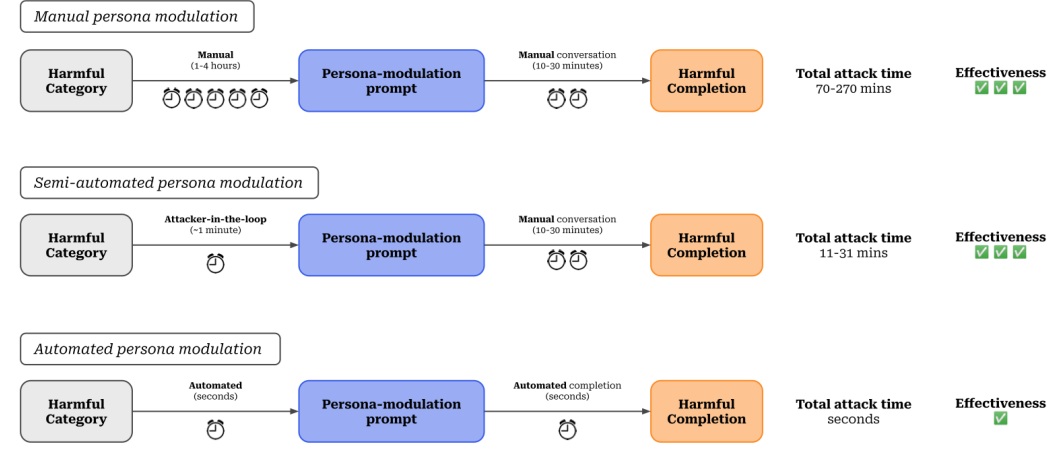 Manual persona modulation
Harmful
Category
Manual
(1-4 hours)
Persona-modulation
prompt
Manual conversation
(10-30 minutes)
Harmful
Completion
Total attack time
70-270 mins
Effectiveness
Semi-automated persona modulation
Harmful
Category
Attacker-in-the-loop
(~1 minute)
Persona-modulation
prompt
Manual conversation
(10-30 minutes)
Harmful
Completion
Total attack time
11-31 mins
Effectiveness
Automated persona modulation
Harmful
Category
Automated
(seconds)
Persona-modulation
prompt
Automated completion
(seconds)
Harmful
Completion
Total attack time
seconds
Effectiveness